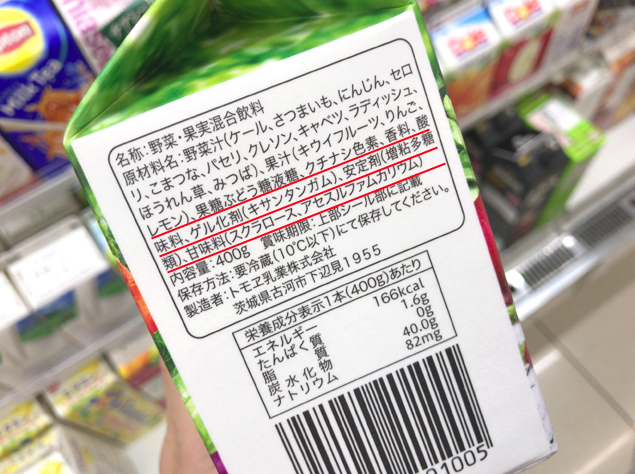 Lipton
Milk Tea
Dole
Dole
名称:野菜・果実混合飲料
原材料名:野菜汁(ケール、さつまいも、にんじん、セロ
リ、こまつな、パセリ、クレソン、キャベツ、ラディッシュ、
ほうれん草、みつば)、果汁(キウイフルーツ、りんご、
レモン)、果糖ぶどう糖液糖、クチナシ色素、香料、酸
味料、ゲル化剤(キサンタンガム)、安定剤(増粘多糖
類)、甘味料(スクラロース、アセスルファムカリウム)
内容量:400g 賞味期限:上部シール部に記載
保存方法:要冷蔵(10℃以下)にて保存してください。
製造者:トモヱ乳業株式会社
茨城県古河市下辺見1955
栄養成分表示1本(400g)あたり
エネルギー 166kcal
たんぱく質 1.6g
脂質 0g
炭水化物 40.0g
ナトリウム 82mg